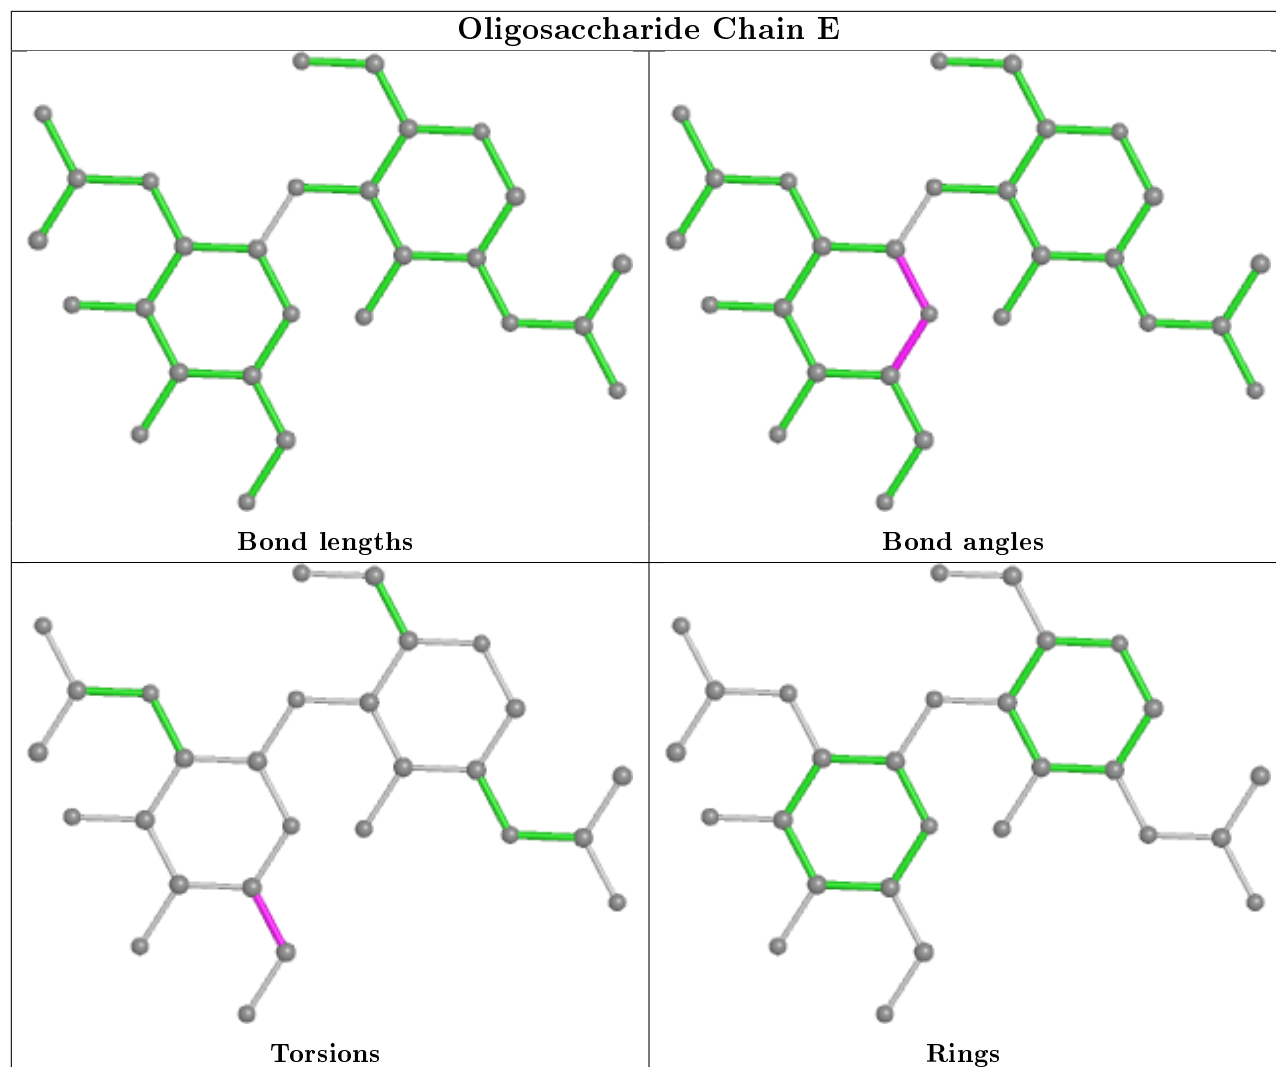 Oligosaccharide Chain E
Bond lengths
Bond angles
Torsions
Rings